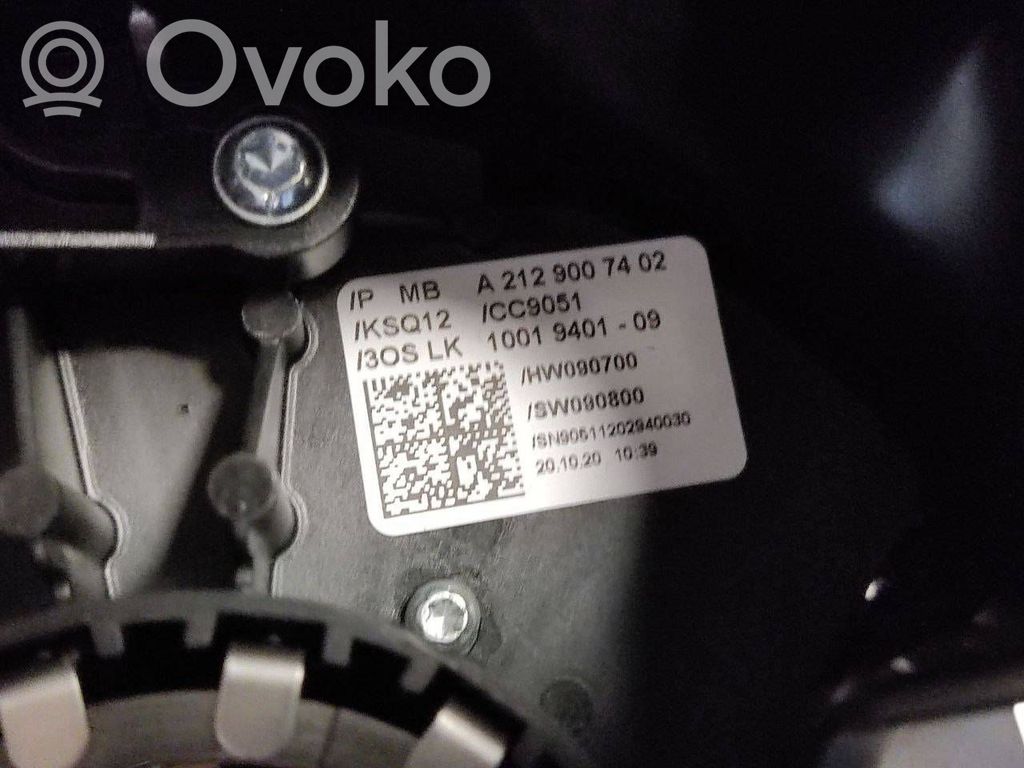 Ovoko
/P MB A 212 900 74 02
/KSQ12 /CC9051
/3OS LK 1001 9401 - 09
/HW090700
/SW090800
/SN90511202940030
20.10.20 10:39